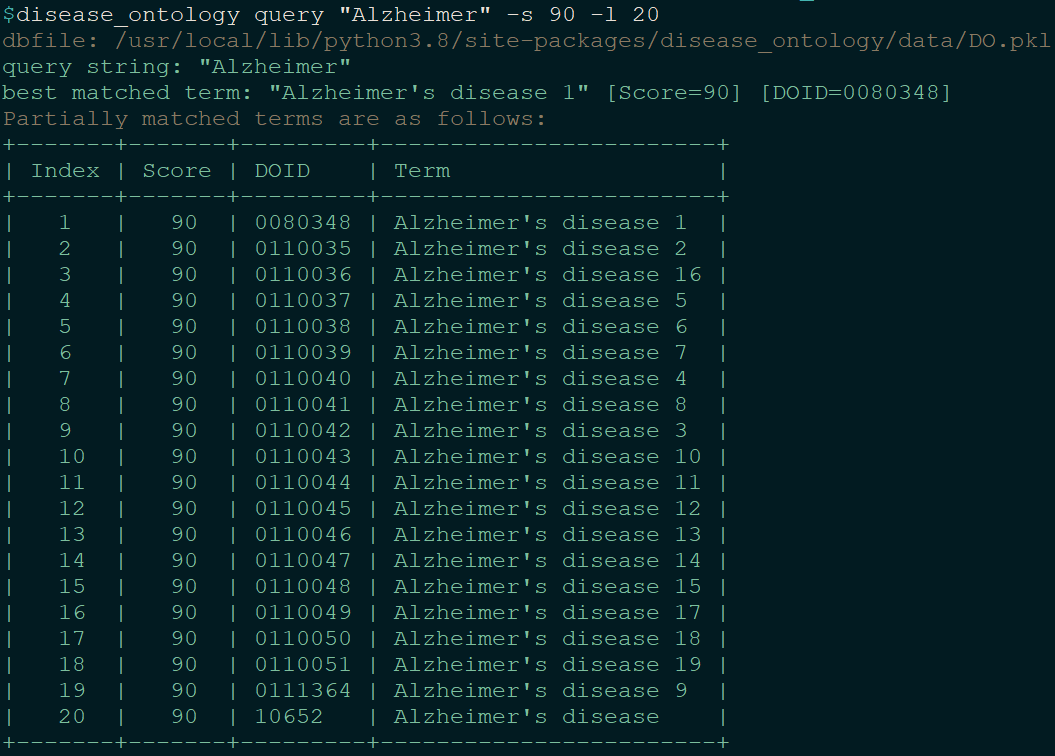 $disease_ontology query "Alzheimer" -s 90 -l 20
dbfile: /usr/local/lib/python3.8/site-packages/disease_ontology/data/DO.pkl
query string: "Alzheimer"
best matched term: "Alzheimer's disease 1" [Score=90] [DOID=0080348]
Partially matched terms are as follows:
+-------+-------+---------+------------------------+
| Index | Score | DOID    | Term                   |
+-------+-------+---------+------------------------+
|   1   |   90  | 0080348 | Alzheimer's disease 1  |
|   2   |   90  | 0110035 | Alzheimer's disease 2  |
|   3   |   90  | 0110036 | Alzheimer's disease 16 |
|   4   |   90  | 0110037 | Alzheimer's disease 5  |
|   5   |   90  | 0110038 | Alzheimer's disease 6  |
|   6   |   90  | 0110039 | Alzheimer's disease 7  |
|   7   |   90  | 0110040 | Alzheimer's disease 4  |
|   8   |   90  | 0110041 | Alzheimer's disease 8  |
|   9   |   90  | 0110042 | Alzheimer's disease 3  |
|   10  |   90  | 0110043 | Alzheimer's disease 10 |
|   11  |   90  | 0110044 | Alzheimer's disease 11 |
|   12  |   90  | 0110045 | Alzheimer's disease 12 |
|   13  |   90  | 0110046 | Alzheimer's disease 13 |
|   14  |   90  | 0110047 | Alzheimer's disease 14 |
|   15  |   90  | 0110048 | Alzheimer's disease 15 |
|   16  |   90  | 0110049 | Alzheimer's disease 17 |
|   17  |   90  | 0110050 | Alzheimer's disease 18 |
|   18  |   90  | 0110051 | Alzheimer's disease 19 |
|   19  |   90  | 0111364 | Alzheimer's disease 9  |
|   20  |   90  | 10652   | Alzheimer's disease    |
+-------+-------+---------+------------------------+